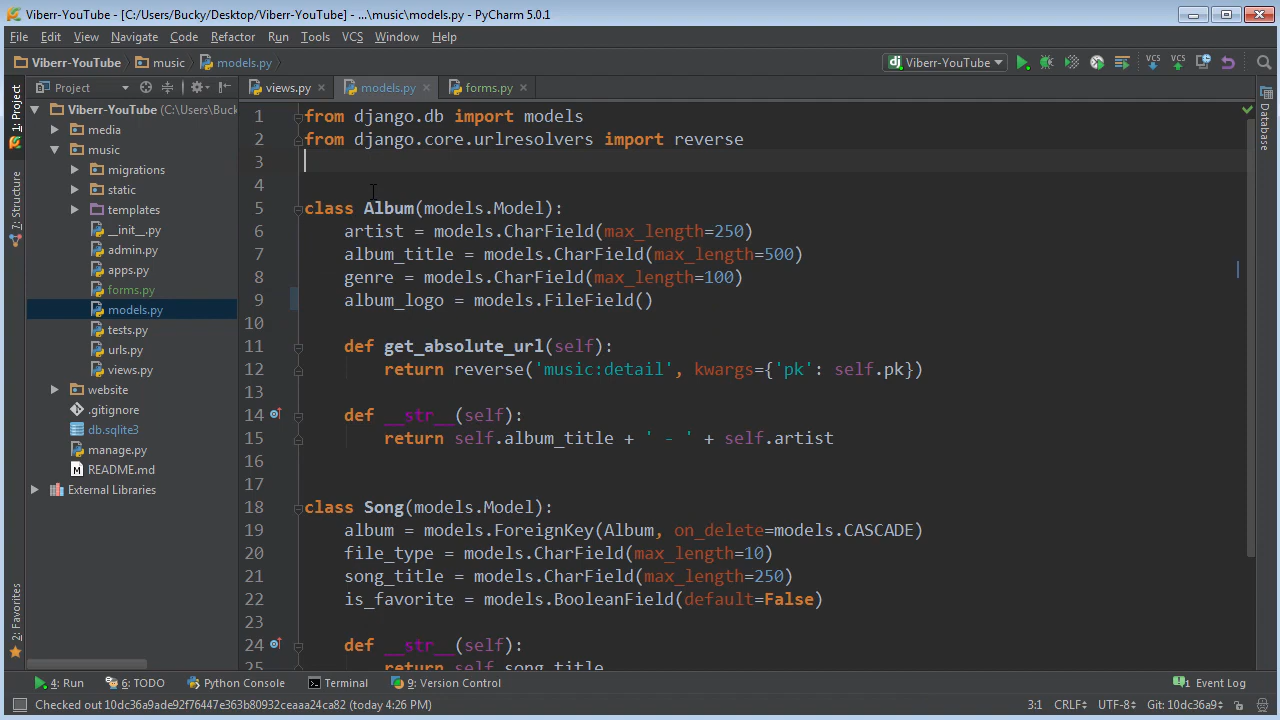 Viberr-YouTube - [C:/Users/Bucky/Desktop/Viberr-YouTube] - ...\music\models.py - PyCharm 5.0.1
File Edit View Navigate Code Refactor Run Tools VCS Window Help
Viberr-YouTube music models.py dj Viberr-YouTube VCS VCS
Project views.py models.py forms.py
1: Project
7: Structure
2: Favorites
Viberr-YouTube (C:\Users\Buck
media
music
migrations
static
templates
__init__.py
admin.py
apps.py
forms.py
models.py
tests.py
urls.py
views.py
website
.gitignore
db.sqlite3
manage.py
README.md
External Libraries
1 from django.db import models
2 from django.core.urlresolvers import reverse
3
4
5 class Album(models.Model):
6 artist = models.CharField(max_length=250)
7 album_title = models.CharField(max_length=500)
8 genre = models.CharField(max_length=100)
9 album_logo = models.FileField()
10
11 def get_absolute_url(self):
12 return reverse('music:detail', kwargs={'pk': self.pk})
13
14 def __str__(self):
15 return self.album_title + ' - ' + self.artist
16
17
18 class Song(models.Model):
19 album = models.ForeignKey(Album, on_delete=models.CASCADE)
20 file_type = models.CharField(max_length=10)
21 song_title = models.CharField(max_length=250)
22 is_favorite = models.BooleanField(default=False)
23
24 def __str__(self):
25 return self.song_title
Database
4: Run 6: TODO Python Console Terminal 9: Version Control 1 Event Log
Checked out 10dc36a9ade92f76447e363b80932ceaaa24ca82 (today 4:26 PM) 3:1 CRLF UTF-8 Git: 10dc36a9